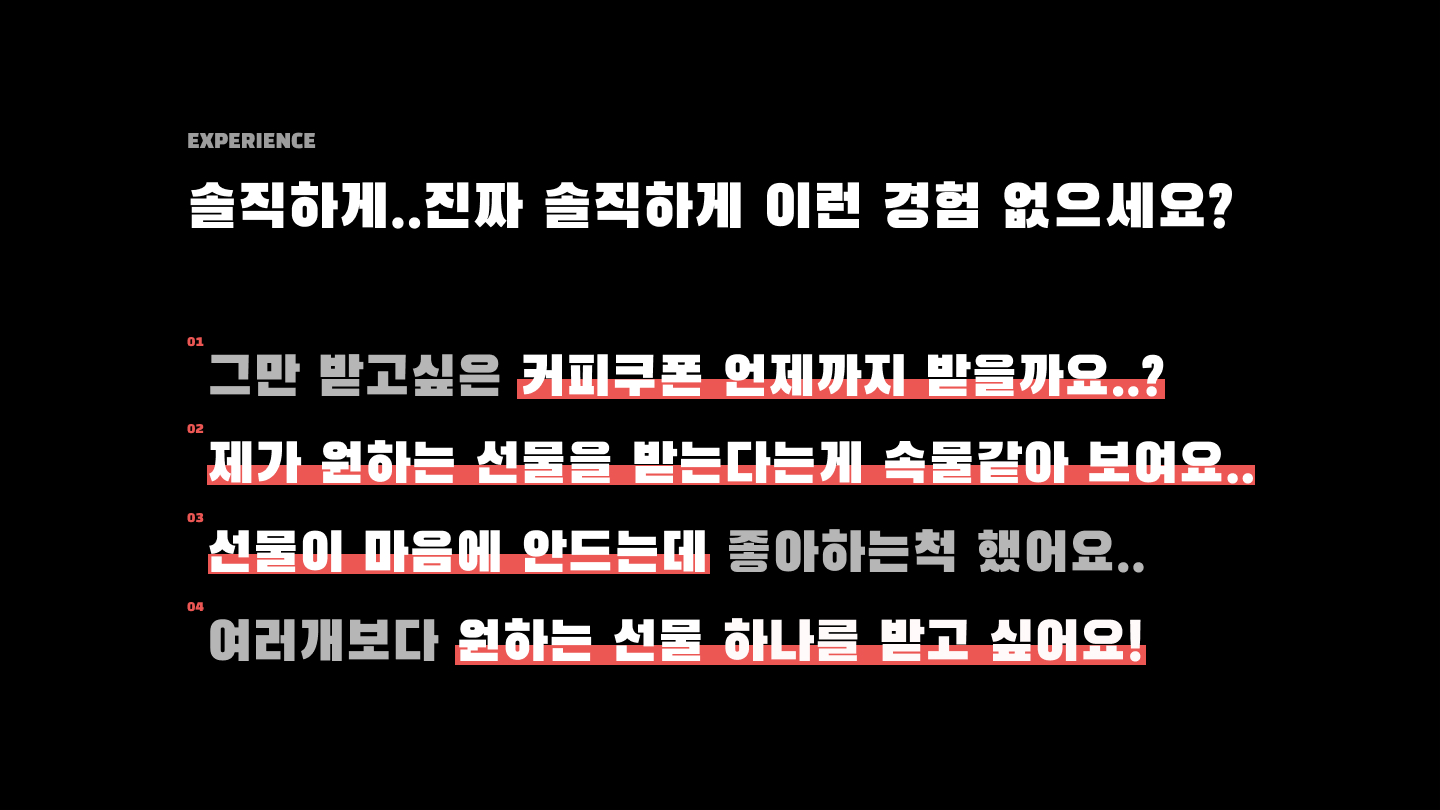 EXPERIENCE
솔직하게..진짜 솔직하게 이런 경험 없으세요?
01
그만 받고싶은 커피쿠폰 언제까지 받을까요..?
02
제가 원하는 선물을 받는다는게 속물같아 보여요..
03
선물이 마음에 안드는데 좋아하는척 했어요..
04
여러개보다 원하는 선물 하나를 받고 싶어요!